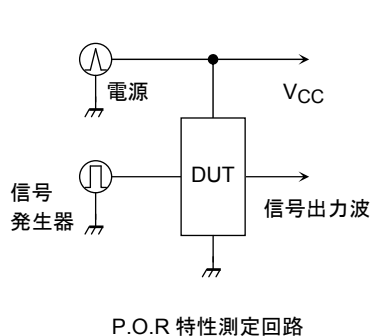 電源
VCC
DUT
信号
発生器
信号出力波
P.O.R 特性測定回路